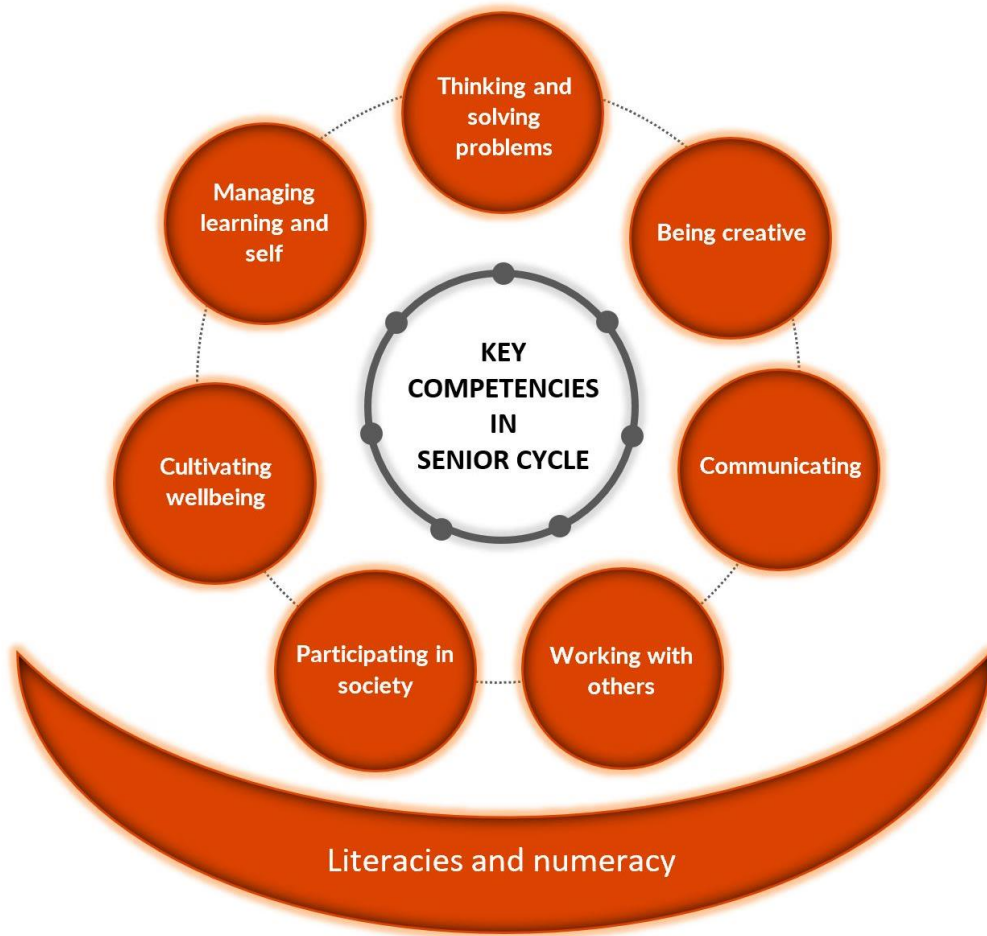 Thinking and
solving
problems
Managing
learning and
self
Being creative
KEY
COMPETENCIES
IN
SENIOR CYCLE
Cultivating
wellbeing
Communicating
Participating in
society
Working with
others
Literacies and numeracy